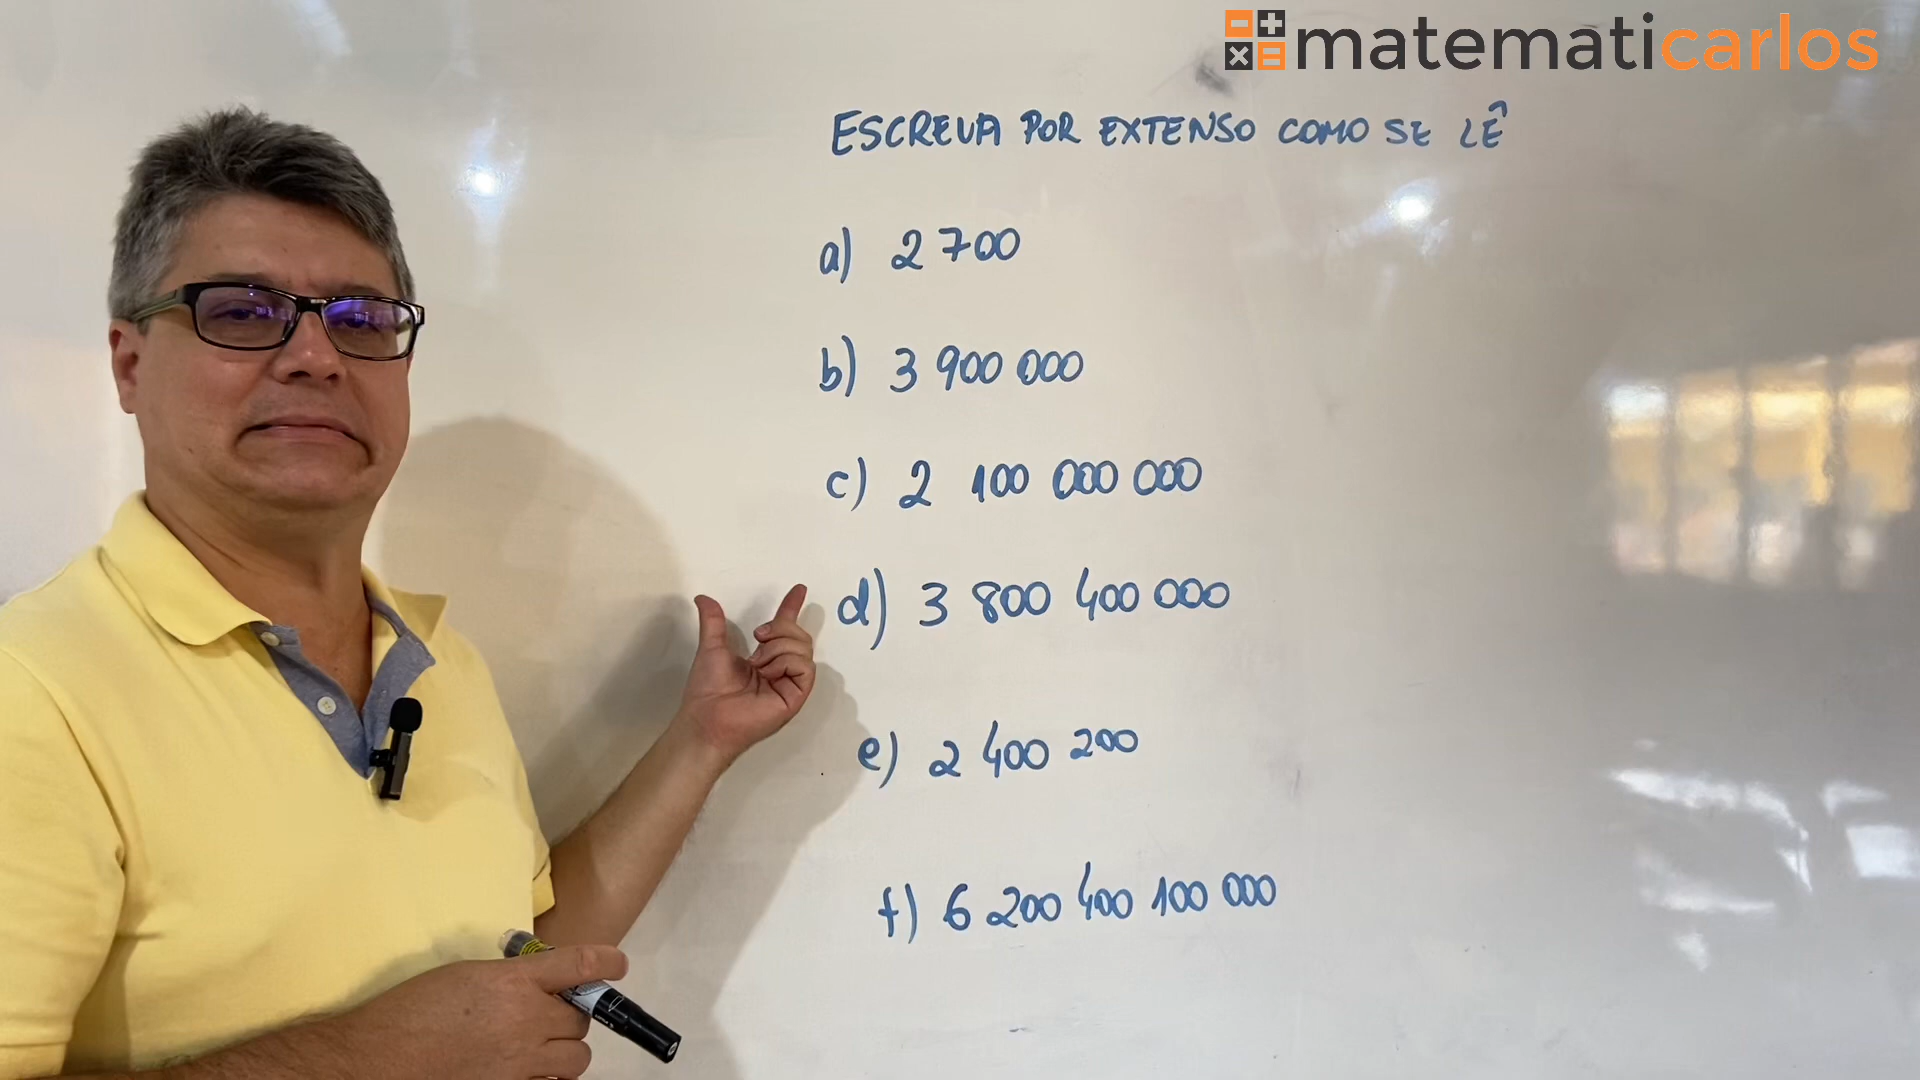 matematicarlos
ESCREVA POR EXTENSO COMO SE LÊ
a) 2 700
b) 3 900 000
c) 2 100 000 000
d) 3 800 400 000
e) 2 400 200
f) 6 200 400 100 000